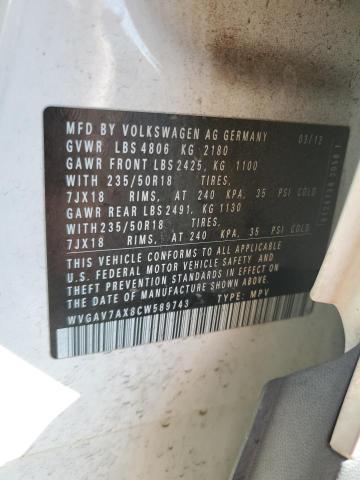 MFD BY VOLKSWAGEN AG GERMANY 03/12
GVWR LBS 4806 KG 2180
GAWR FRONT LBS 2425, KG 1100
WITH 235/50R18 TIRES,
7JX18 RIMS, AT 240 KPA, 35 PSI COLD
GAWR REAR LBS 2491, KG 1130
WITH 235/50R18 TIRES,
7JX18 RIMS, AT 240 KPA, 35 PSI COLD
THIS VEHICLE CONFORMS TO ALL APPLICABLE
U.S. FEDERAL MOTOR VEHICLE SAFETY AND
THEFT PREVENTION STANDARDS IN EFFECT ON
THE DATE OF MANUFACTURE SHOWN ABOVE.
WVGAV7AX8CW589743 TYPE: MPV